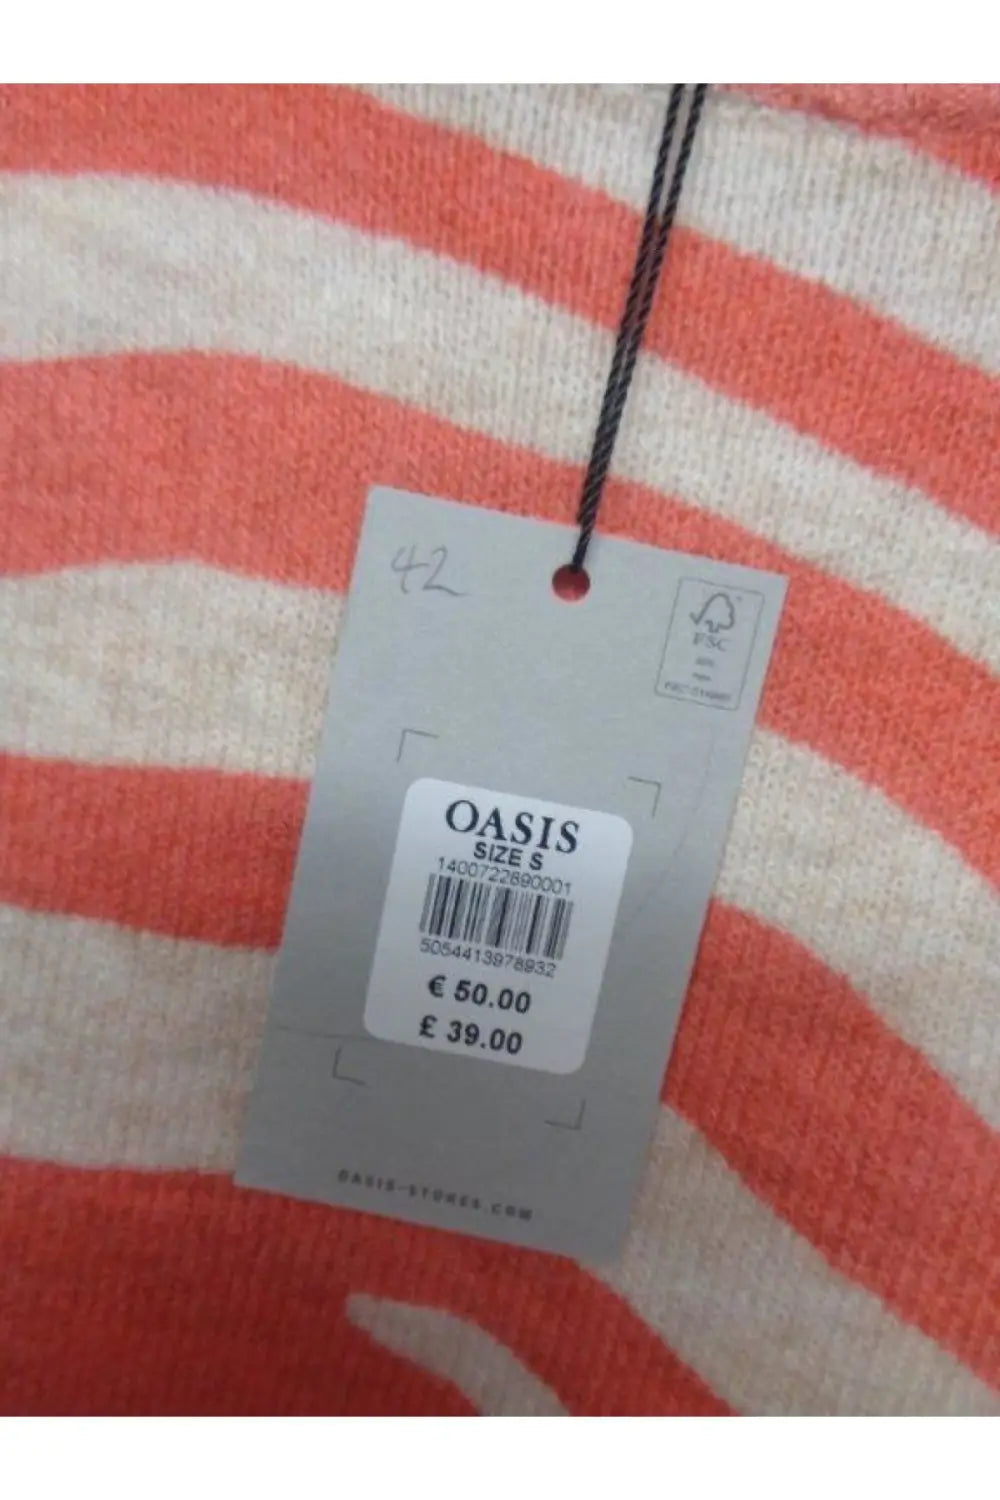 42
FSC
OASIS
SIZE S
1400722890001
5054413978932
€ 50.00
£ 39.00
OASIS-STORES.COM